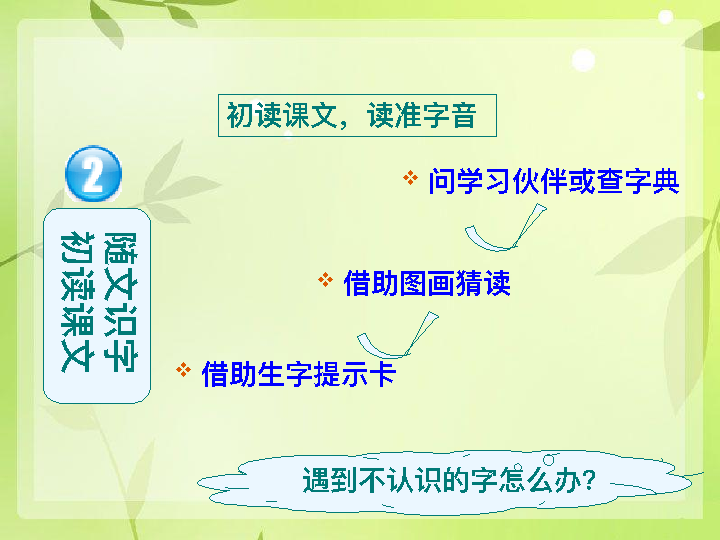 初读课文，读准字音
2
初读课文
随文识字
问学习伙伴或查字典
借助图画猜读
借助生字提示卡
遇到不认识的字怎么办?